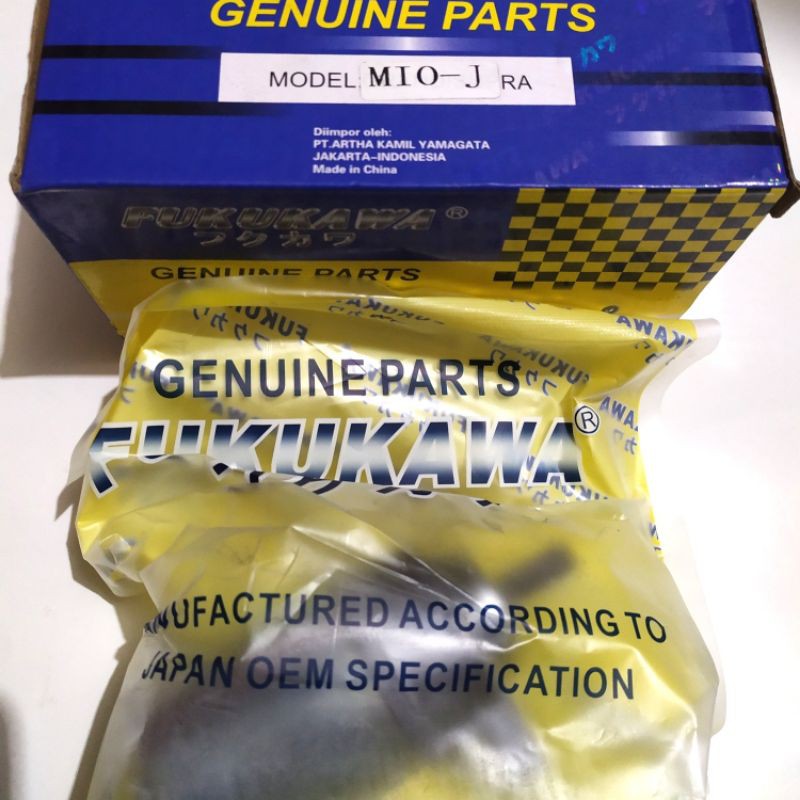 GENUINE PARTS
MODEL MIO-J RA
Diimpor oleh:
PT.ARTHA KAMIL YAMAGATA
JAKARTA-INDONESIA
Made in China
FUKUKAWA®
フクカワ
GENUINE PARTS
GENUINE PARTS
FUKUKAWA®
NUFACTURED ACCORDING TO
JAPAN OEM SPECIFICATION